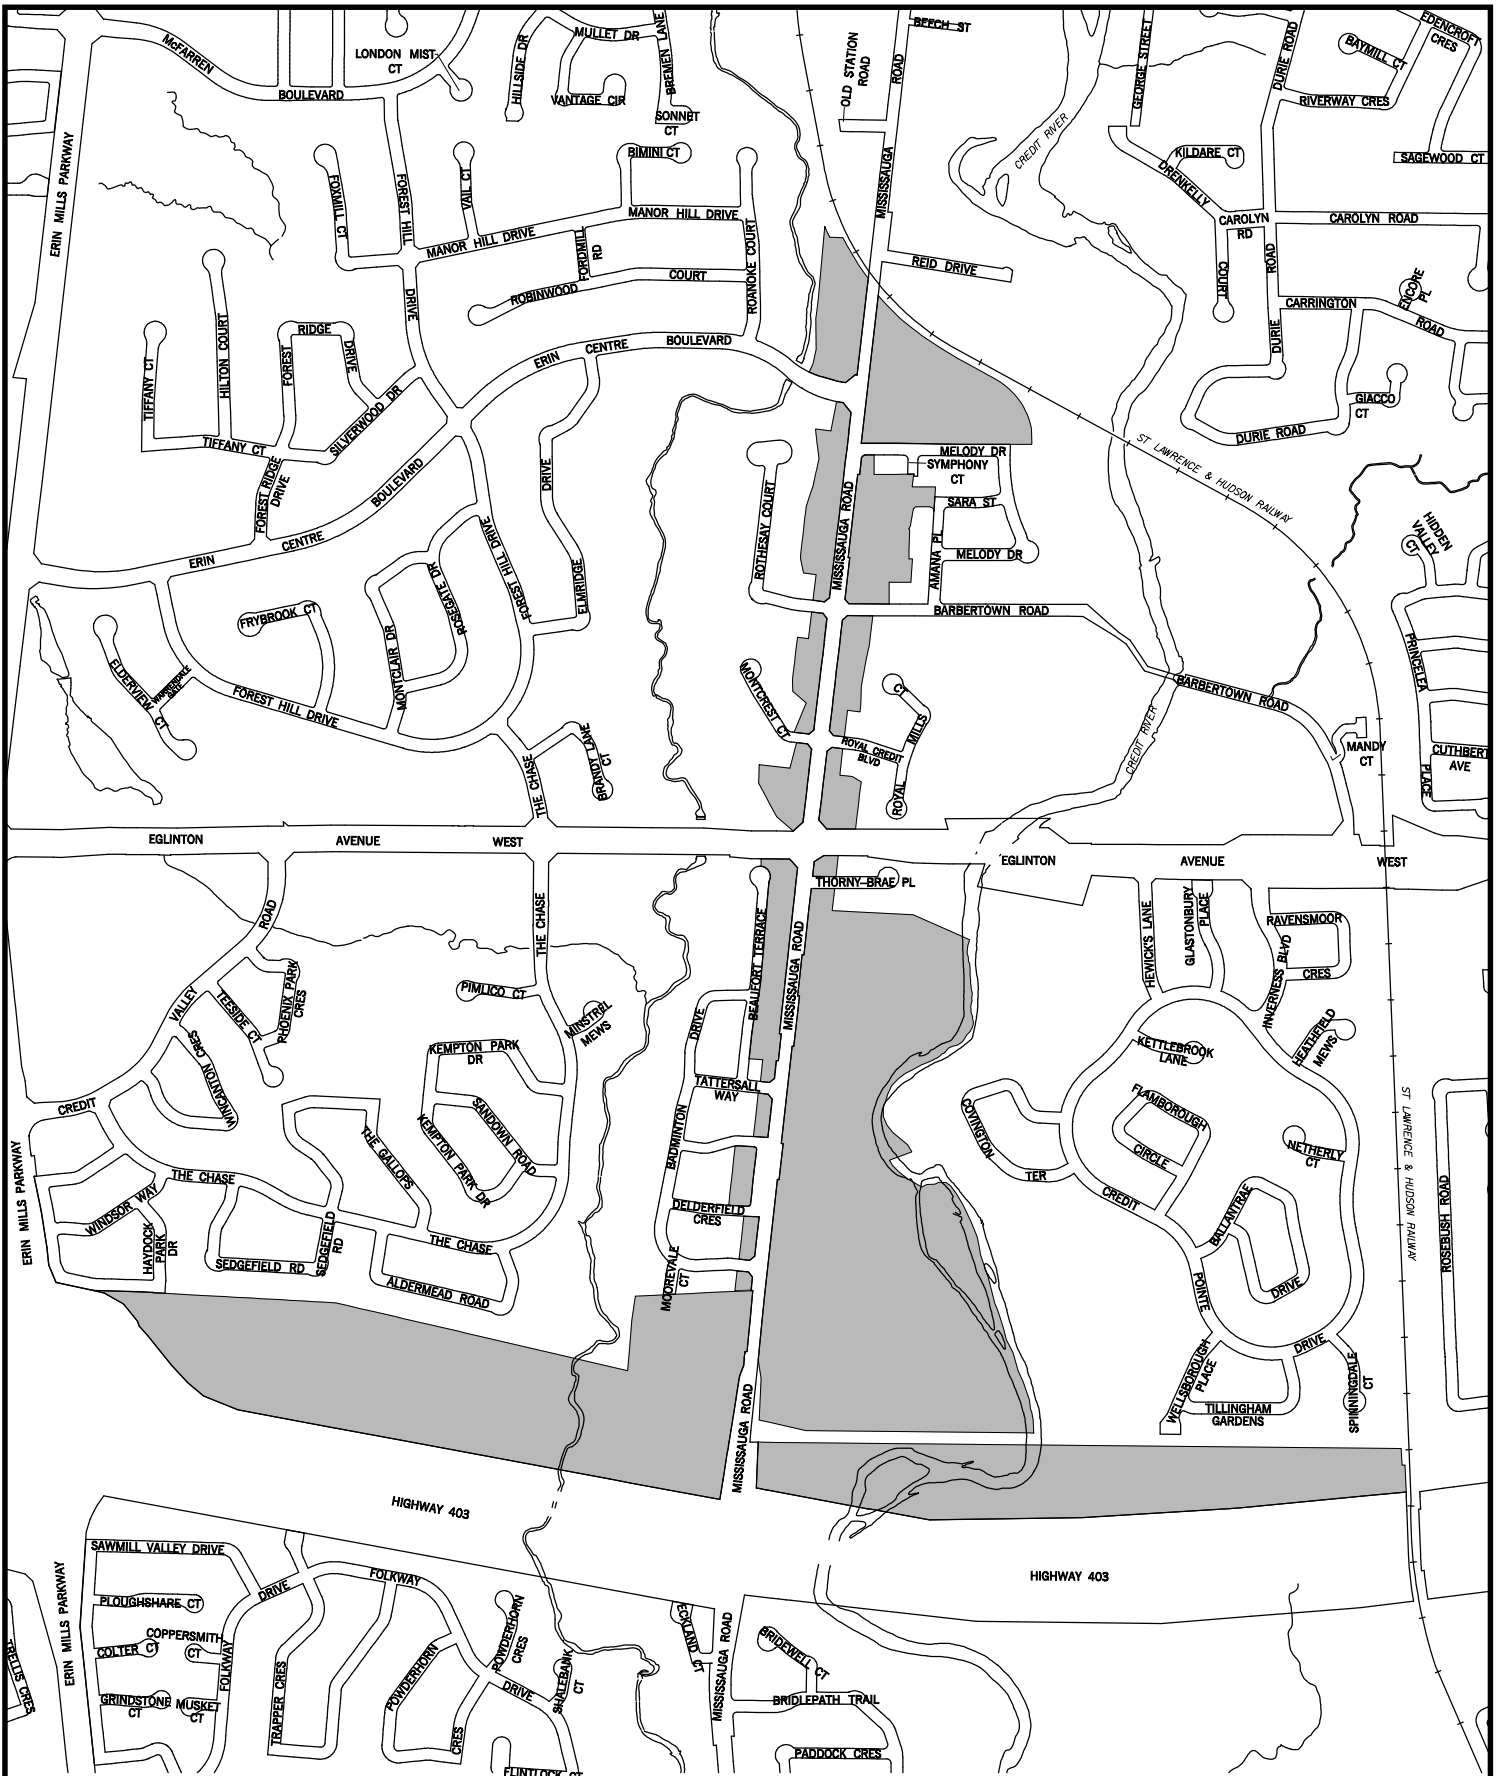 McFARREN
BOULEVARD
LONDON MIST
CT
HILLSIDE DR
MULLET DR
BREMEN LANE
VANTAGE CIR
SONNET
CT
OLD STATION
ROAD
BEECH ST
MISSISSAUGA
ROAD
CREDIT RIVER
GEORGE STREET
DURIE ROAD
BAYMILL CT
EDENCROFT
CRES
RIVERWAY CRES
SAGEWOOD CT
KILDARE CT
DRENKELLY
COURT
CAROLYN
RD
CAROLYN ROAD
ROAD
DURIE
CARRINGTON
ROAD
ENCORE
PL
GIACCO
CT
DURIE ROAD
ERIN MILLS PARKWAY
FOXMILL CT
FOREST HILL
DRIVE
VAIL CT
BIMINI CT
MANOR HILL DRIVE
MANOR HILL DRIVE
FORDMILL
RD
ROBINWOOD
COURT
ROANOKE COURT
REID DRIVE
TIFFANY CT
HILTON COURT
RIDGE
FOREST
DRIVE
SILVERWOOD DR
TIFFANY CT
FOREST RIDGE
DRIVE
ERIN
CENTRE
BOULEVARD
ERIN
CENTRE
BOULEVARD
DRIVE
ELMRIDGE
ROTHESAY COURT
MISSISSAUGA ROAD
MELODY DR
SYMPHONY
CT
SARA ST
AMANA PL
MELODY DR
BARBERTOWN ROAD
ST LAWRENCE & HUDSON RAILWAY
HIDDEN
VALLEY
CT
PRINCELEA
PLACE
CUTHBERT
AVE
MANDY
CT
BARBERTOWN ROAD
CREDIT RIVER
FRYBROOK CT
ELDERVIEW CT
WARRENDALE
GATE
FOREST HILL DRIVE
MONTCLAIR DR
ROSEGATE DR
FOREST HILL DRIVE
MONTCREST CT
CT
MILLS
ROYAL
ROYAL CREDIT
BLVD
THE CHASE
BRANDY LANE
CT
EGLINTON
AVENUE
WEST
EGLINTON
AVENUE
WEST
THORNY-BRAE PL
ROAD
VALLEY
CREDIT
THE CHASE
BEAUFORT TERRACE
MISSISSAUGA ROAD
HEWICK'S LANE
GLASTONBURY
PLACE
INVERNESS BLVD
RAVENSMOOR
CRES
PHOENIX PARK
CRES
TEESIDE CT
WINCANTON CRES
PIMLICO CT
MINSTREL
MEWS
KEMPTON PARK
DR
SANDOWN ROAD
KEMPTON PARK DR
THE GALLOPS
DRIVE
BADMINTON
TATTERSALL
WAY
DELDERFIELD
CRES
MOOREVALE
CT
HEATHFIELD
MEWS
KETTLEBROOK
LANE
FLAMBOROUGH
CIRCLE
COVINGTON
TER
NETHERLY
CT
CREDIT
POINTE
DRIVE
BALLANTRAE
DRIVE
ST LAWRENCE & HUDSON RAILWAY
ROSEBUSH ROAD
ERIN MILLS PARKWAY
THE CHASE
WINDSOR WAY
HAYDOCK
PARK
DR
SEDGEFIELD RD
SEDGEFIELD
RD
THE CHASE
ALDERMEAD ROAD
WELLSBOROUGH
PLACE
TILLINGHAM
GARDENS
SPINNINGDALE
CT
MISSISSAUGA ROAD
HIGHWAY 403
HIGHWAY 403
SAWMILL VALLEY DRIVE
PLOUGHSHARE CT
COPPERSMITH
CT
COLTER CT
GRINDSTONE
CT
MUSKET
CT
ERIN MILLS PARKWAY
TRELLIS CRES
DRIVE
FOLKWAY
FOLKWAY
TRAPPER CRES
POWDERHORN
CRES
POWDERHORN
CRES
DRIVE
SHALEBANK
CT
FLINTLOCK CT
ECKLAND CT
MISSISSAUGA ROAD
BRIDEWELL CT
BRIDLEPATH TRAIL
PADDOCK CRES